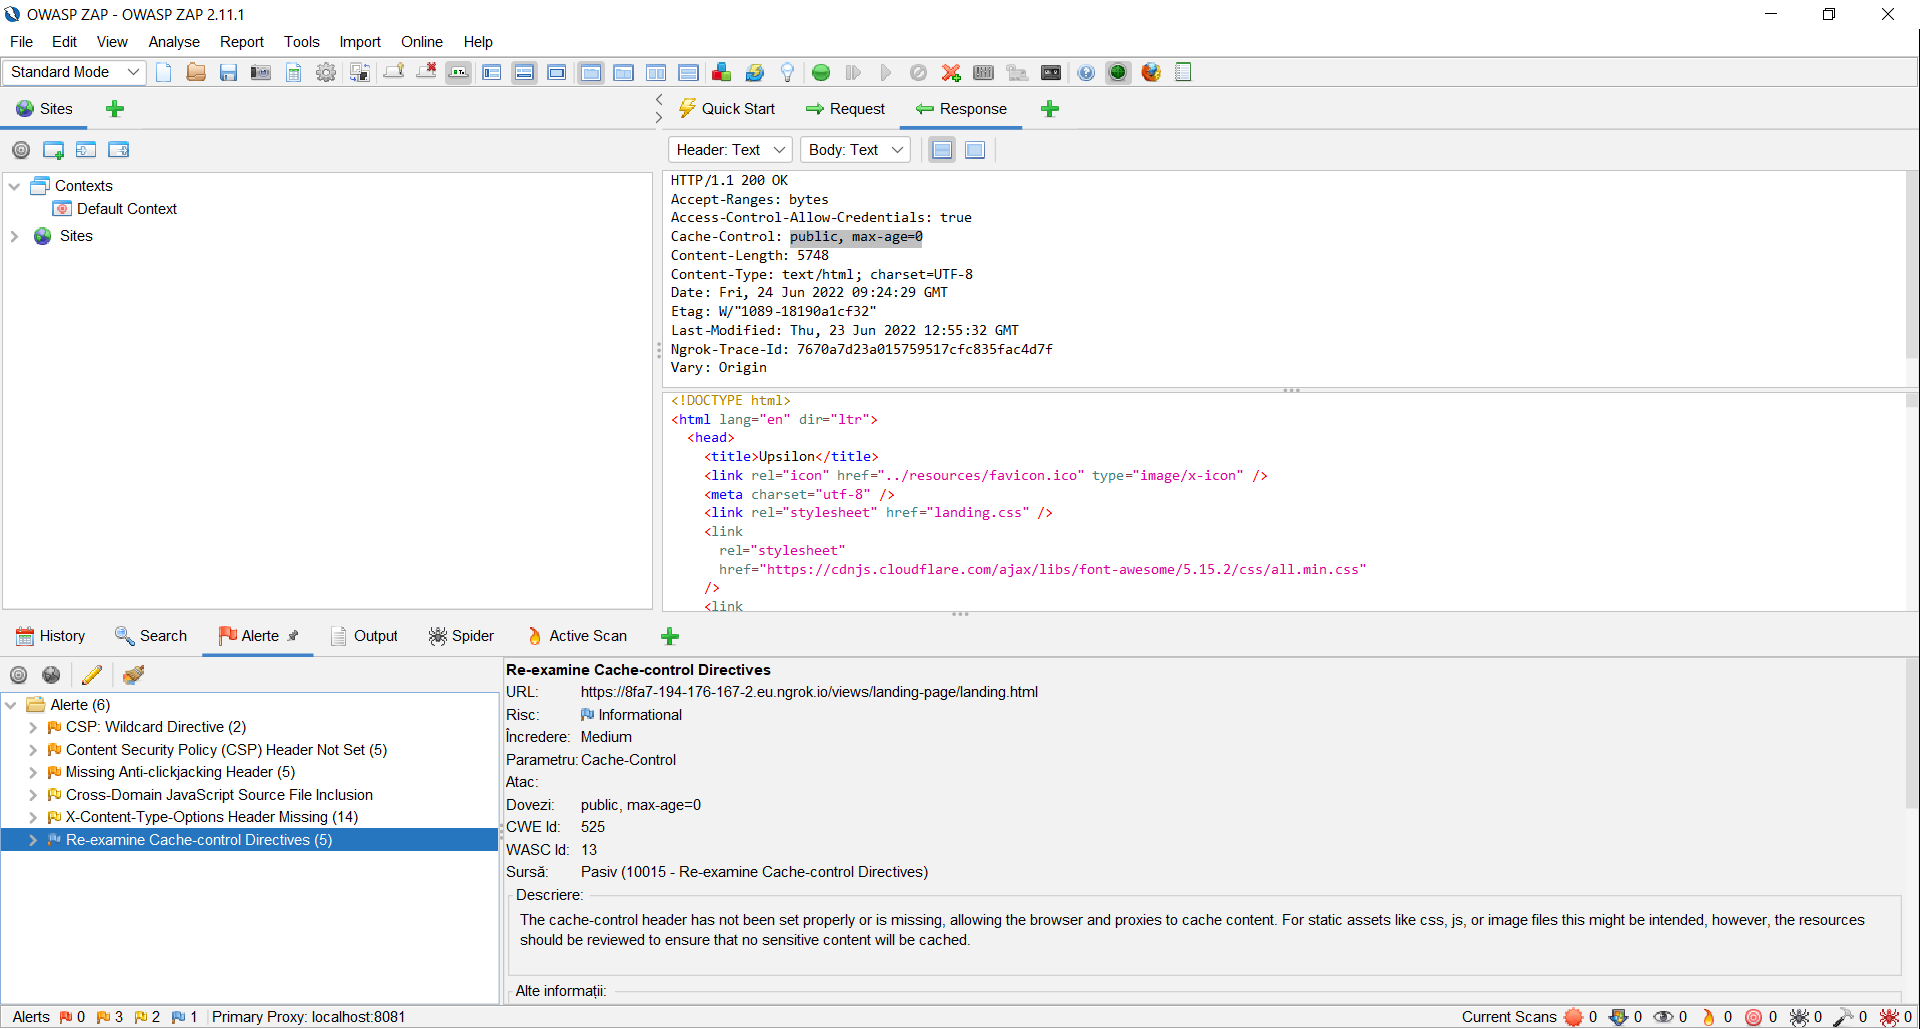 OWASP ZAP - OWASP ZAP 2.11.1
File Edit View Analyse Report Tools Import Online Help
Standard Mode
Sites
Quick Start Request Response
Header: Text Body: Text
Contexts
Default Context
Sites
HTTP/1.1 200 OK
Accept-Ranges: bytes
Access-Control-Allow-Credentials: true
Cache-Control: public, max-age=0
Content-Length: 5748
Content-Type: text/html; charset=UTF-8
Date: Fri, 24 Jun 2022 09:24:29 GMT
Etag: W/"1089-18190a1cf32"
Last-Modified: Thu, 23 Jun 2022 12:55:32 GMT
Ngrok-Trace-Id: 7670a7d23a015759517cfc835fac4d7f
Vary: Origin
<!DOCTYPE html>
<html lang="en" dir="ltr">
<head>
<title>Upsilon</title>
<link rel="icon" href="../resources/favicon.ico" type="image/x-icon" />
<meta charset="utf-8" />
<link rel="stylesheet" href="landing.css" />
<link
rel="stylesheet"
href="https://cdnjs.cloudflare.com/ajax/libs/font-awesome/5.15.2/css/all.min.css"
/>
<link
History Search Alerte Output Spider Active Scan
Alerte (6)
CSP: Wildcard Directive (2)
Content Security Policy (CSP) Header Not Set (5)
Missing Anti-clickjacking Header (5)
Cross-Domain JavaScript Source File Inclusion
X-Content-Type-Options Header Missing (14)
Re-examine Cache-control Directives (5)
Re-examine Cache-control Directives
URL: https://8fa7-194-176-167-2.eu.ngrok.io/views/landing-page/landing.html
Risc: Informational
Încredere: Medium
Parametru: Cache-Control
Atac:
Dovezi: public, max-age=0
CWE Id: 525
WASC Id: 13
Sursă: Pasiv (10015 - Re-examine Cache-control Directives)
Descriere:
The cache-control header has not been set properly or is missing, allowing the browser and proxies to cache content. For static assets like css, js, or image files this might be intended, however, the resources
should be reviewed to ensure that no sensitive content will be cached.
Alte informații:
Alerts 0 3 2 1 Primary Proxy: localhost:8081 Current Scans 0 0 0 0 0 0 0 0